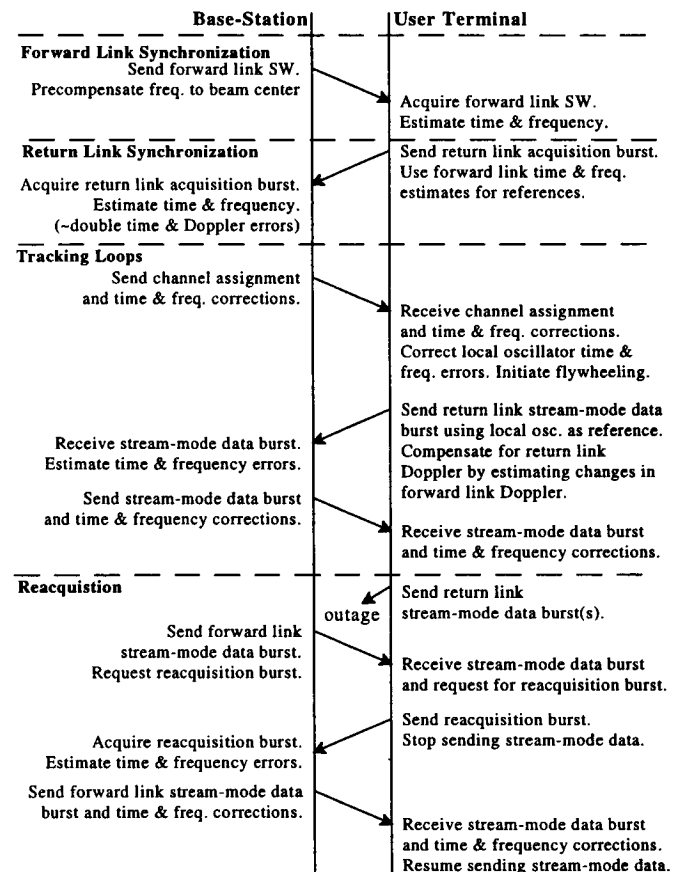 Base-Station
User Terminal
Forward Link Synchronization
Send forward link SW.
Precompensate freq. to beam center
Acquire forward link SW.
Estimate time & frequency.
Return Link Synchronization
Send return link acquisition burst.
Use forward link time & freq.
estimates for references.
Acquire return link acquisition burst.
Estimate time & frequency.
(~double time & Doppler errors)
Tracking Loops
Send channel assignment
and time & freq. corrections.
Receive channel assignment
and time & freq. corrections.
Correct local oscillator time &
freq. errors. Initiate flywheeling.
Send return link stream-mode data
burst using local osc. as reference.
Compensate for return link
Doppler by estimating changes in
forward link Doppler.
Receive stream-mode data burst.
Estimate time & frequency errors.
Send stream-mode data burst
and time & frequency corrections.
Receive stream-mode data burst
and time & frequency corrections.
Reacquistion
Send return link
stream-mode data burst(s).
outage
Send forward link
stream-mode data burst.
Request reacquisition burst.
Receive stream-mode data burst
and request for reacquisition burst.
Send reacquisition burst.
Stop sending stream-mode data.
Acquire reacquisition burst.
Estimate time & frequency errors.
Send forward link stream-mode data
burst and time & freq. corrections.
Receive stream-mode data burst
and time & frequency corrections.
Resume sending stream-mode data.